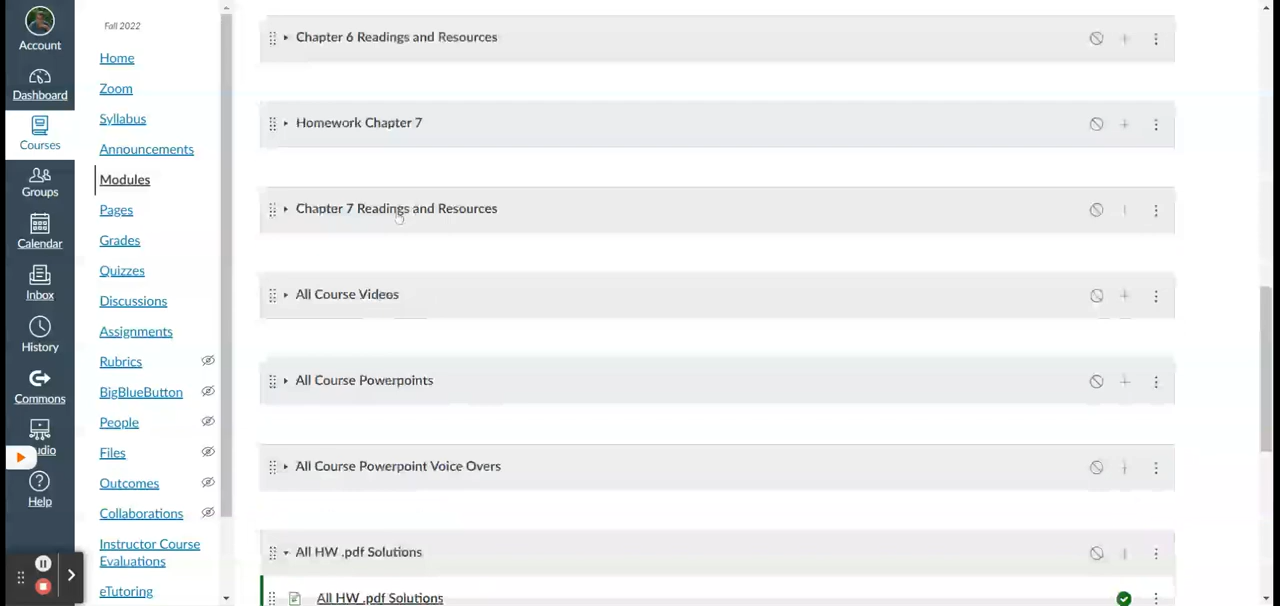 Account
Dashboard
Courses
Groups
Calendar
Inbox
History
Commons
udio
Help
Fall 2022
Home
Zoom
Syllabus
Announcements
Modules
Pages
Grades
Quizzes
Discussions
Assignments
Rubrics
BigBlueButton
People
Files
Outcomes
Collaborations
Instructor Course
Evaluations
eTutoring
Chapter 6 Readings and Resources
Homework Chapter 7
Chapter 7 Readings and Resources
All Course Videos
All Course Powerpoints
All Course Powerpoint Voice Overs
All HW .pdf Solutions
All HW .pdf Solutions